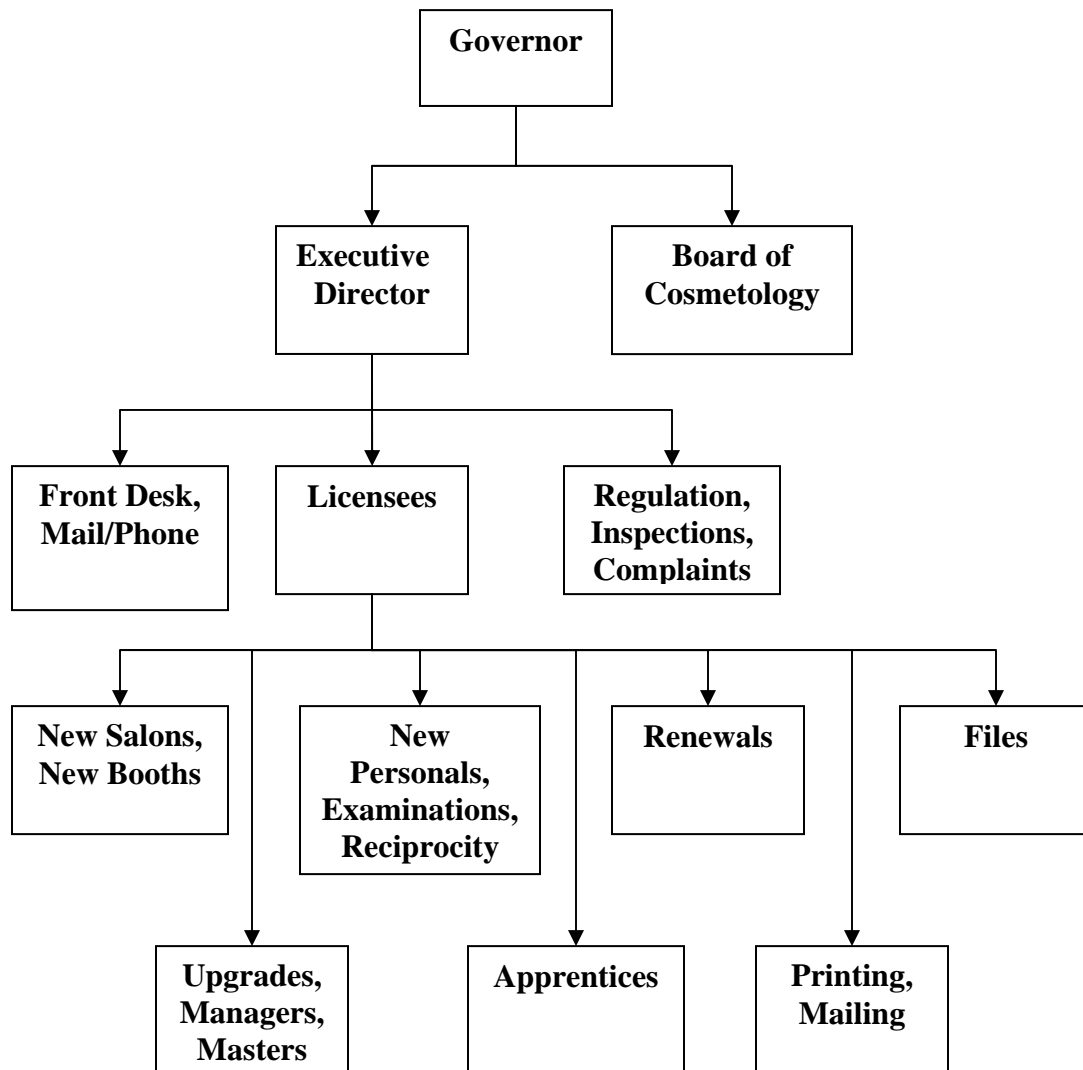 Governor
Executive
Director
Board of
Cosmetology
Front Desk,
Mail/Phone
Licensees
Regulation,
Inspections,
Complaints
New Salons,
New Booths
New
Personals,
Examinations,
Reciprocity
Renewals
Files
Upgrades,
Managers,
Masters
Apprentices
Printing,
Mailing